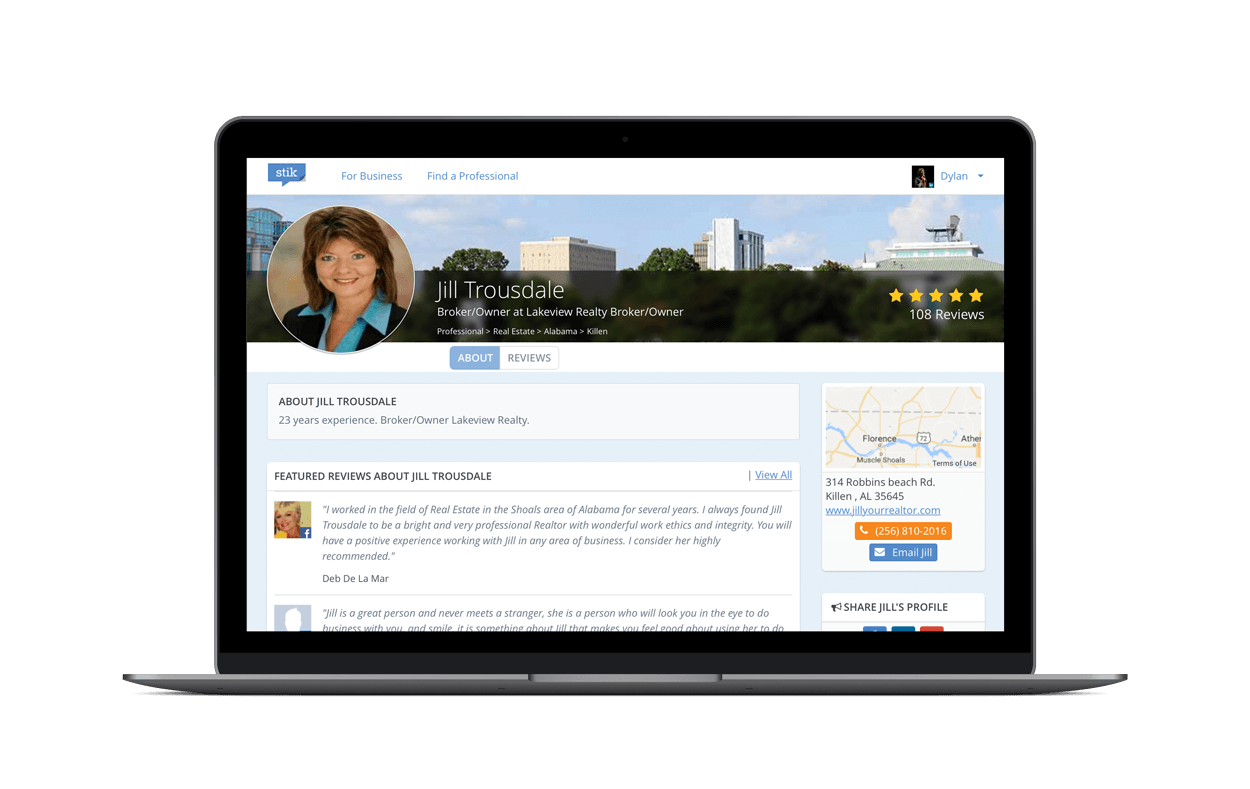 stik
For Business
Find a Professional
Dylan
Jill Trousdale
Broker/Owner at Lakeview Realty Broker/Owner
Professional > Real Estate > Alabama > Killen
108 Reviews
ABOUT
REVIEWS
ABOUT JILL TROUSDALE
23 years experience. Broker/Owner Lakeview Realty.
FEATURED REVIEWS ABOUT JILL TROUSDALE
| View All
"I worked in the field of Real Estate in the Shoals area of Alabama for several years. I always found Jill
Trousdale to be a bright and very professional Realtor with wonderful work ethics and integrity. You will
have a positive experience working with Jill in any area of business. I consider her highly
recommended."
Deb De La Mar
"Jill is a great person and never meets a stranger, she is a person who will look you in the eye to do
business with you, and smile, it is something about Jill that makes you feel good about using her to do
Florence
72
Ather
Muscle Shoals
Terms of Use
314 Robbins beach Rd.
Killen , AL 35645
www.jillyourrealtor.com
(256) 810-2016
Email Jill
SHARE JILL'S PROFILE